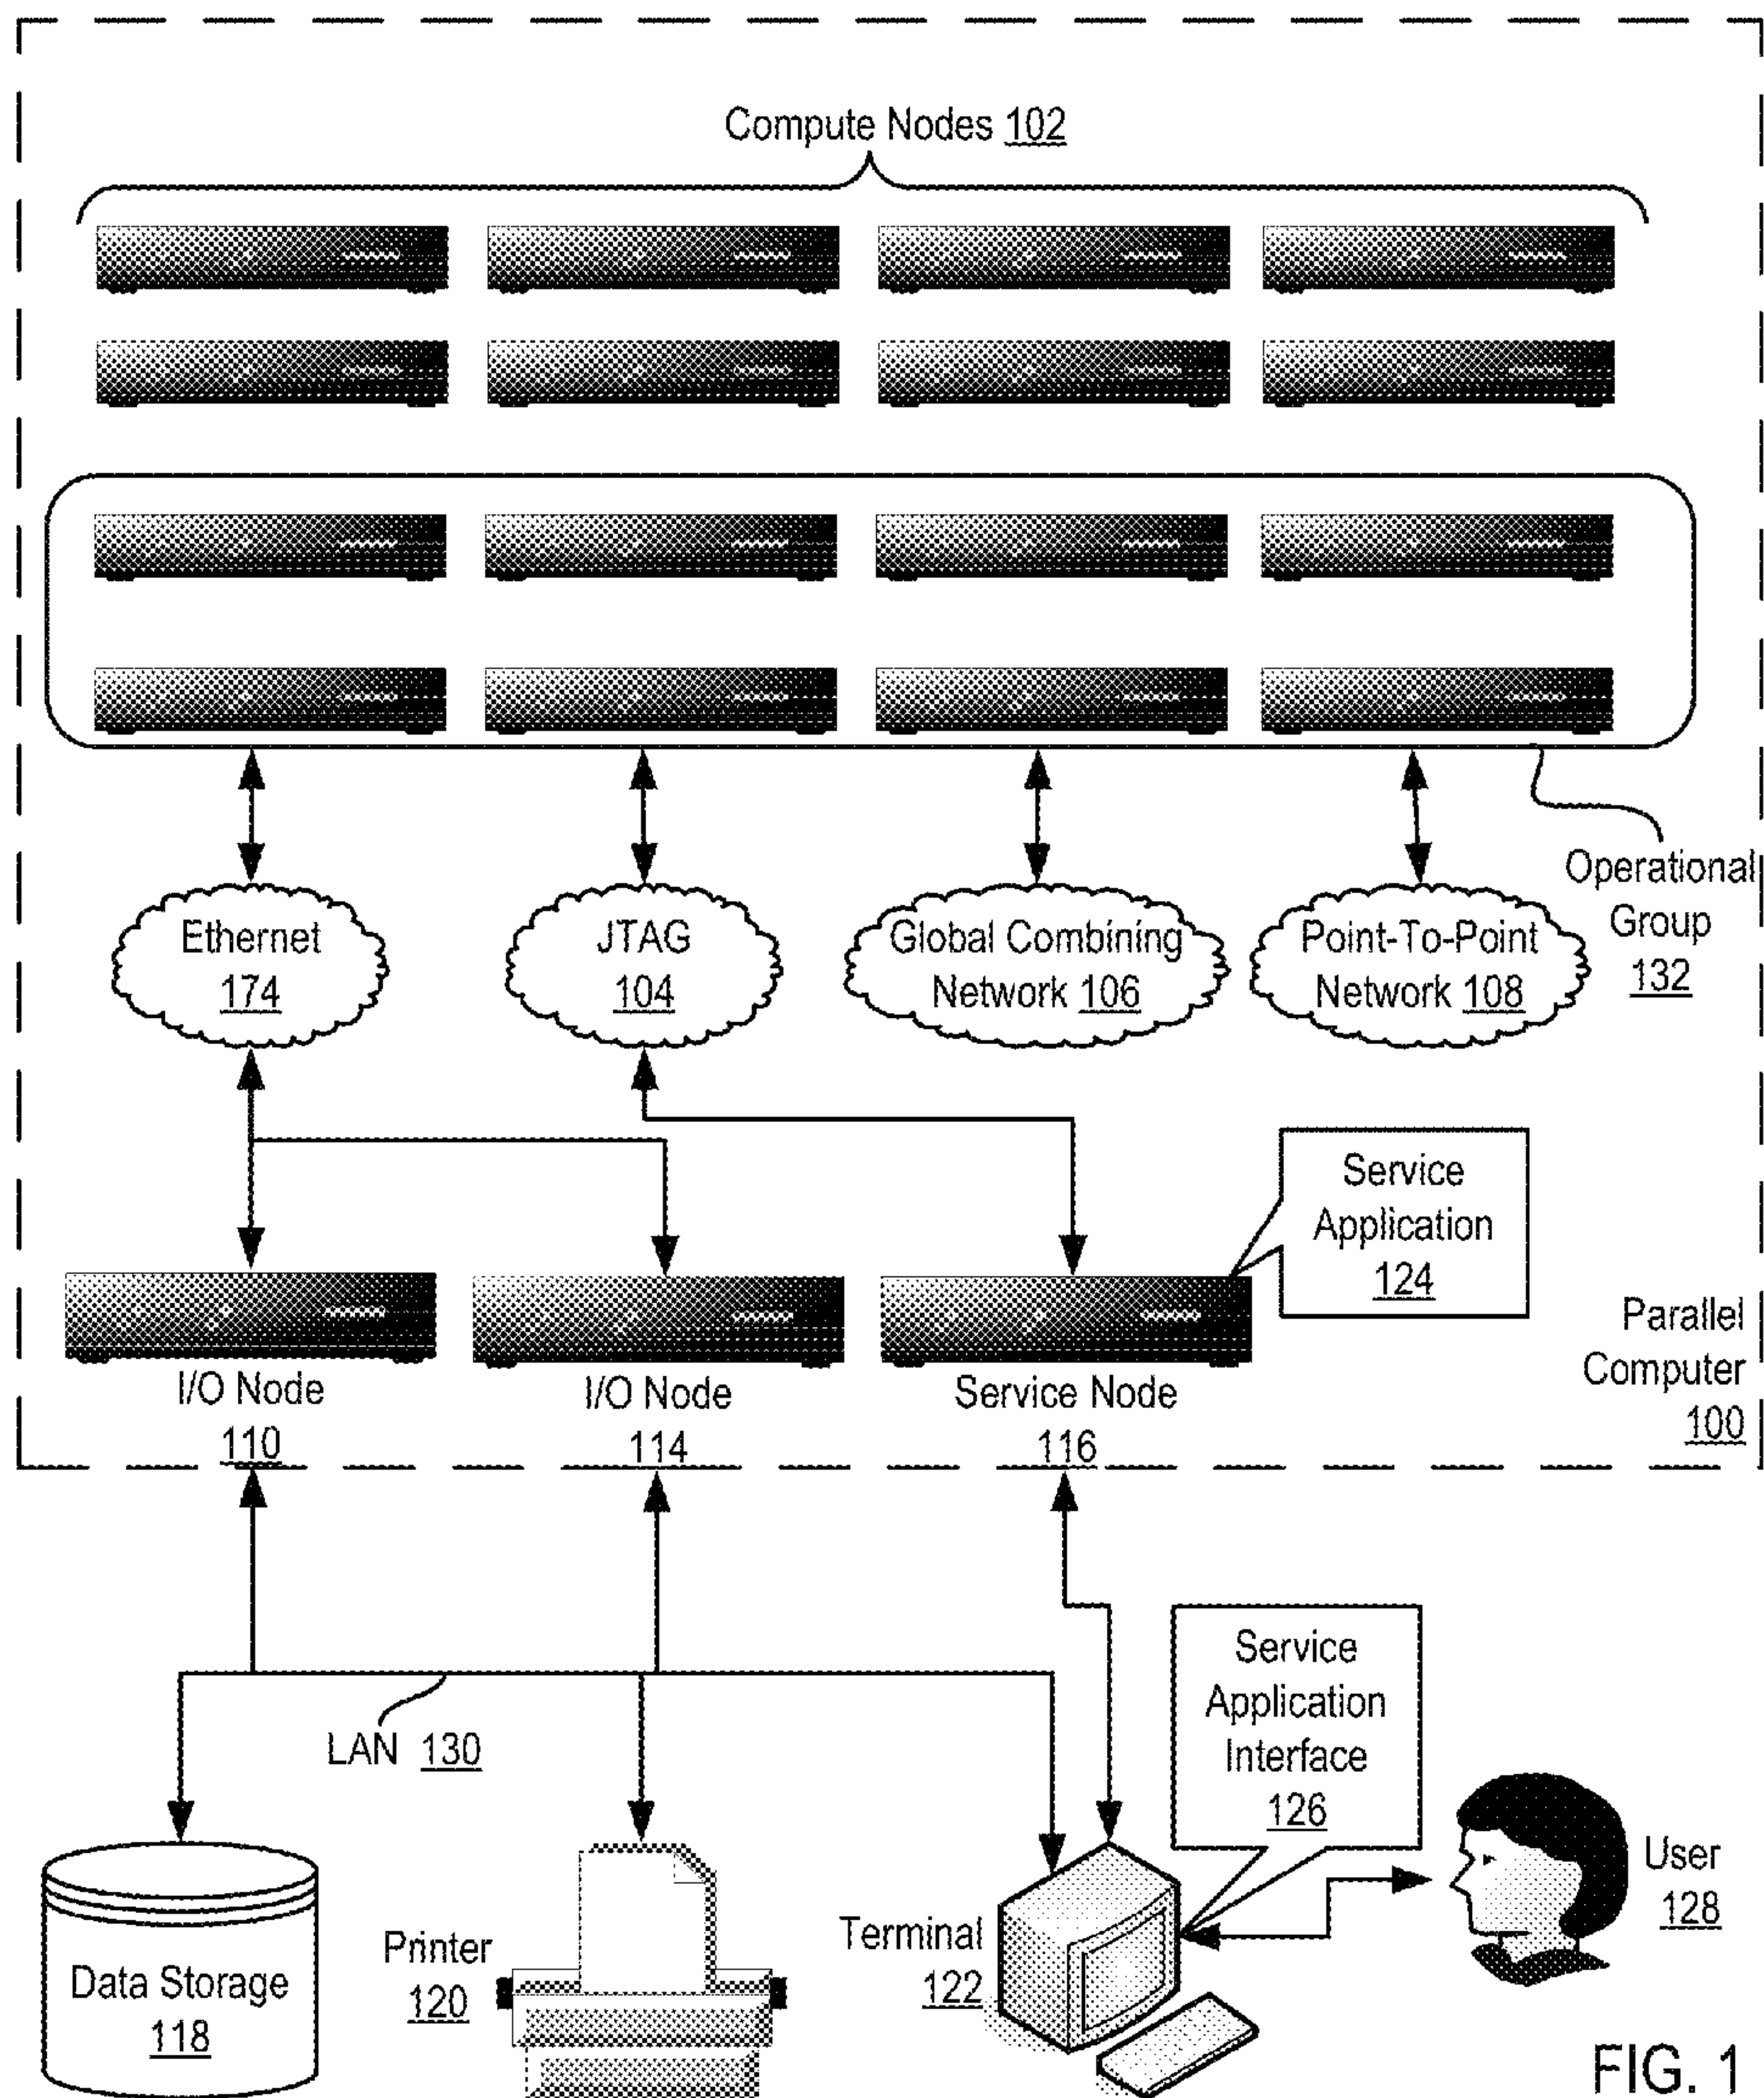 Compute Nodes 102
Ethernet
174
JTAG
104
Global Combining
Network 106
Point-To-Point
Network 108
Operational
Group
132
Service
Application
124
I/O Node
110
I/O Node
114
Service Node
116
Parallel
Computer
100
LAN 130
Service
Application
Interface
126
Data Storage
118
Printer
120
Terminal
122
User
128
FIG. 1